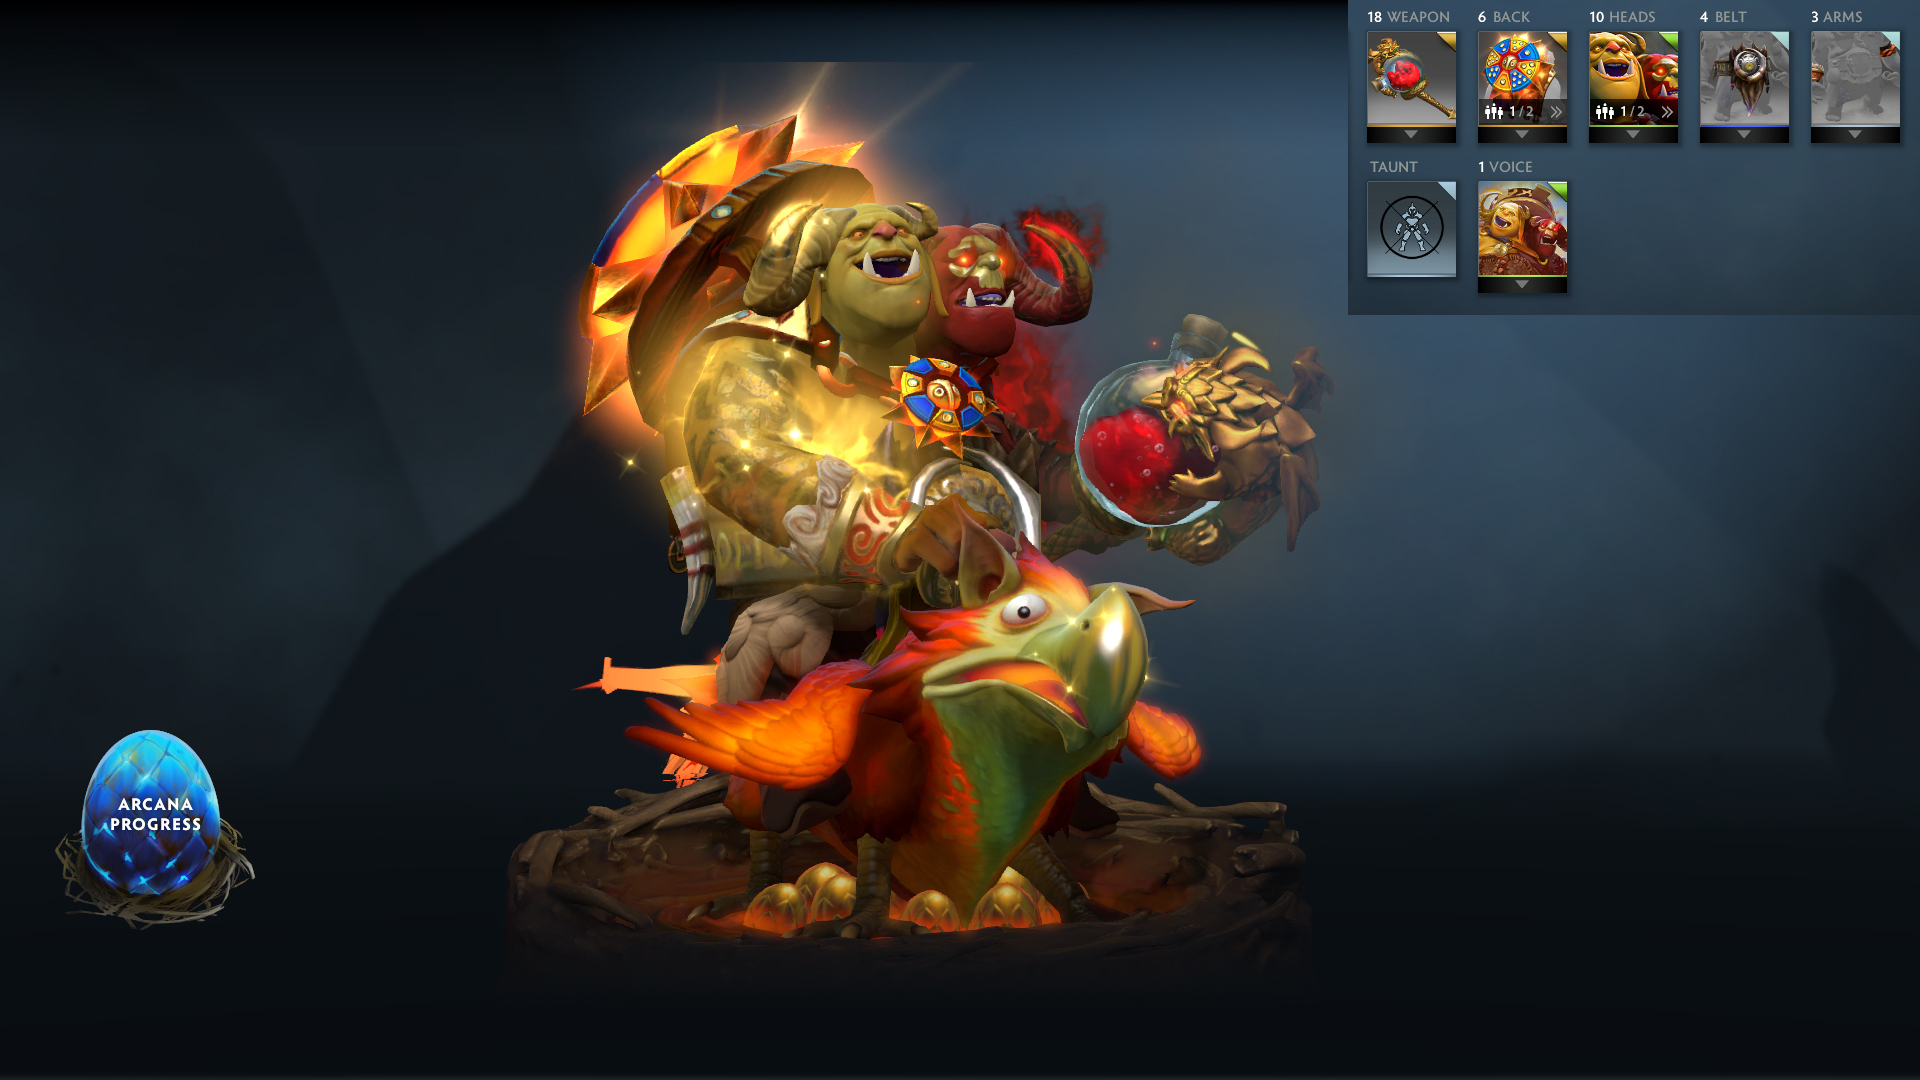 18 WEAPON
6 BACK
10 HEADS
4 BELT
3 ARMS
1/2
1/2
TAUNT
1 VOICE
ARCANA
PROGRESS